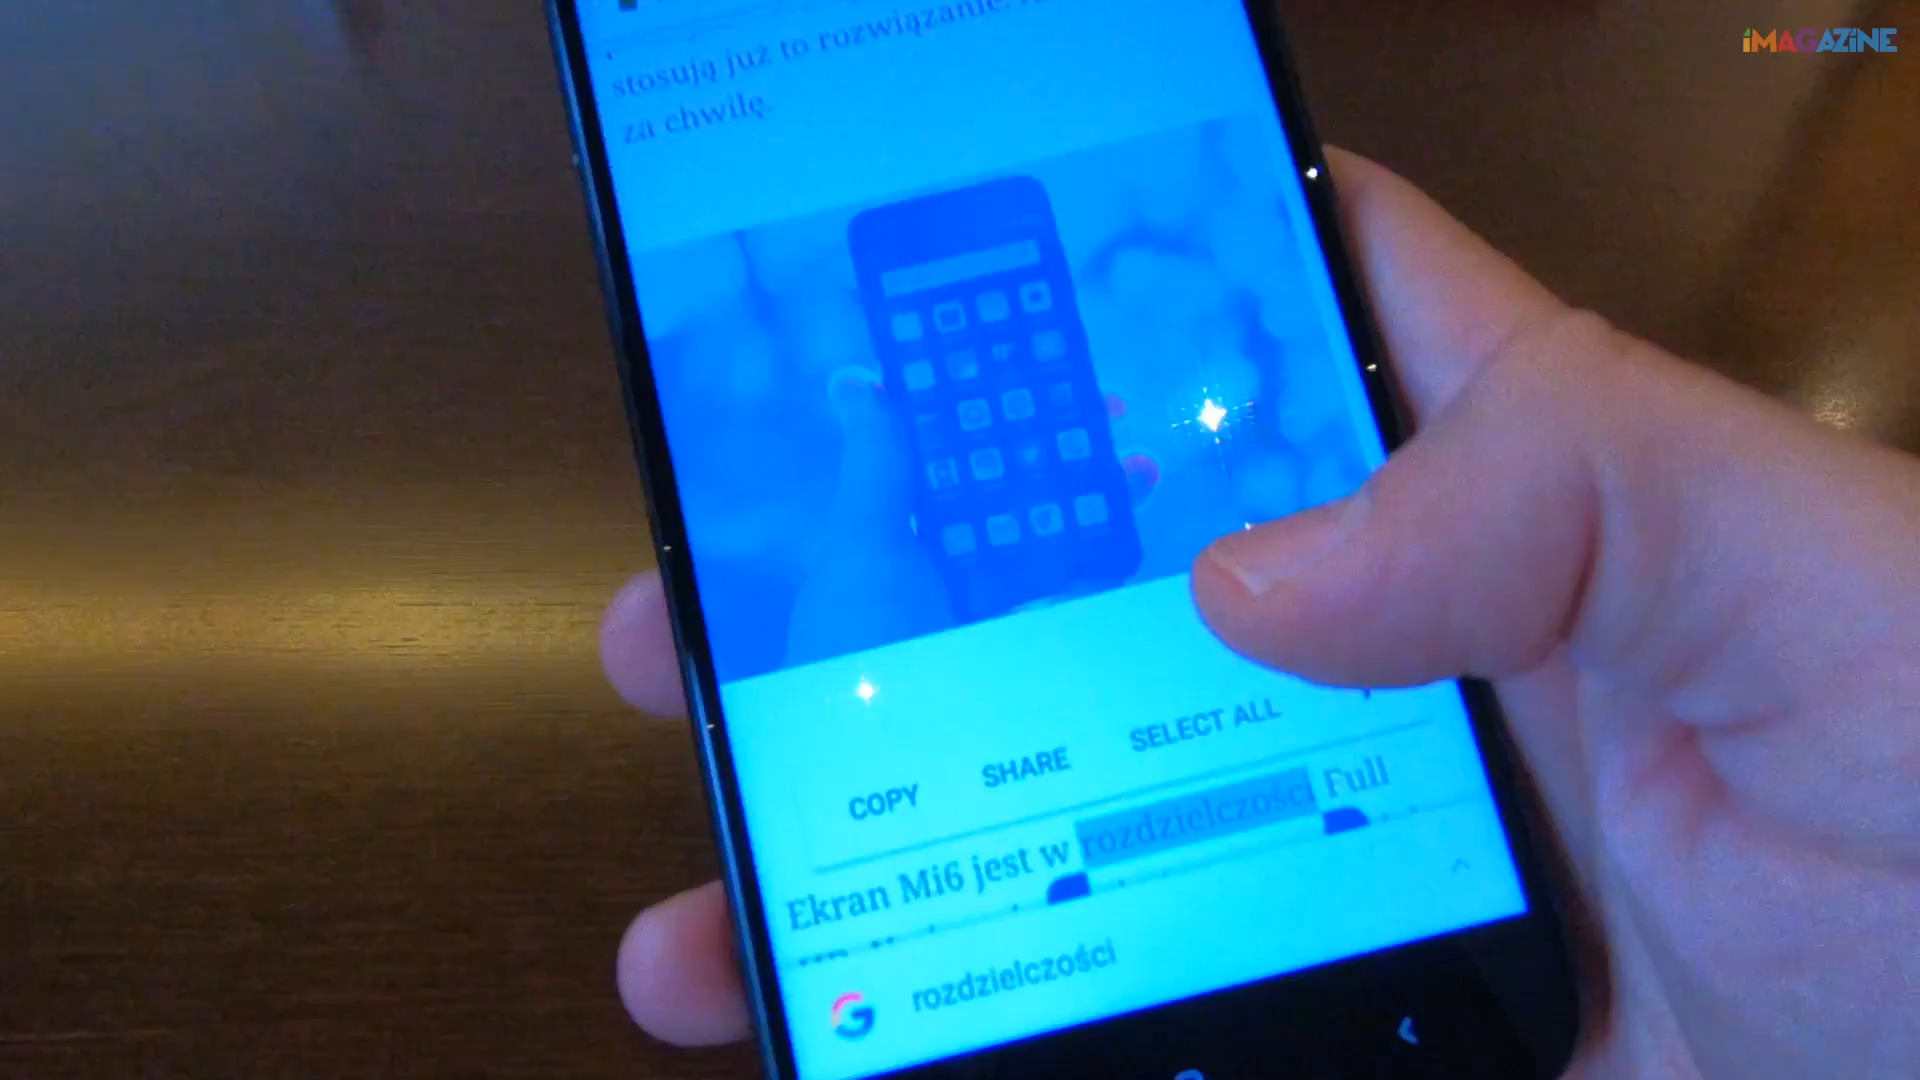 iMAGAZINE
stosują już to rozwiązanie.
za chwilę.
COPY SHARE SELECT ALL
Ekran Mi6 jest w rozdzielczości Full
G rozdzielczości